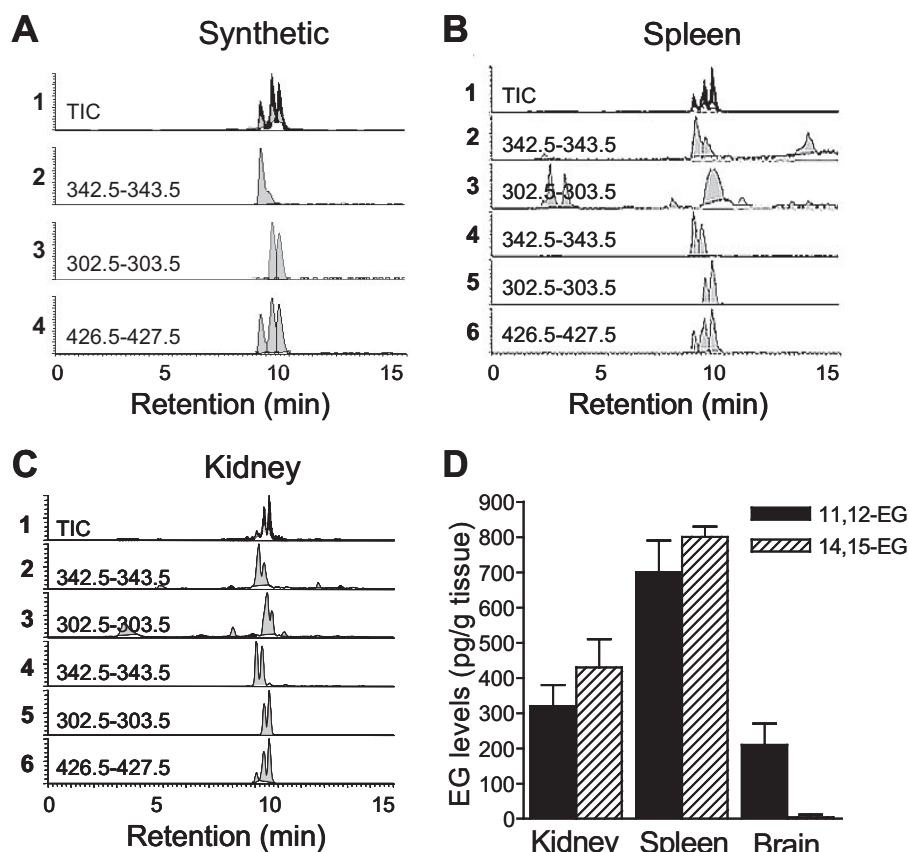 A
Synthetic
1
TIC
2
342.5-343.5
3
302.5-303.5
4
426.5-427.5
0 5 10 15
Retention (min)
B
Spleen
1
TIC
2
342.5-343.5
3
302.5-303.5
4
342.5-343.5
5
302.5-303.5
6
426.5-427.5
0 5 10 15
Retention (min)
C
Kidney
1
TIC
2
342.5-343.5
3
302.5-303.5
4
342.5-343.5
5
302.5-303.5
6
426.5-427.5
0 5 10 15
Retention (min)
D
EG levels (pg/g tissue)
900
800
700
600
500
400
300
200
100
0
11,12-EG
14,15-EG
Kidney Spleen Brain